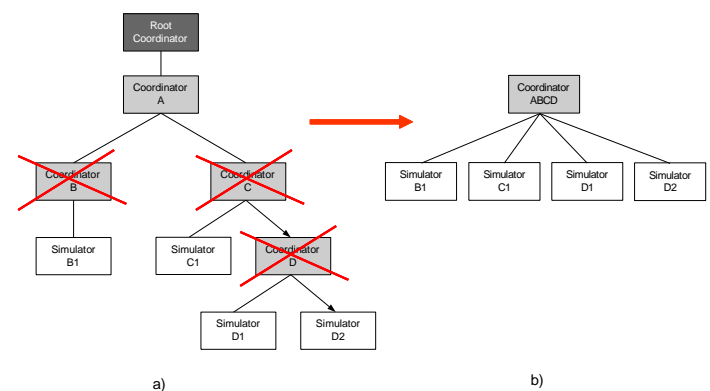 Root
Coordinator
Coordinator
A
Coordinator
B
Coordinator
C
Simulator
B1
Simulator
C1
Coordinator
D
Simulator
D1
Simulator
D2
a)
Coordinator
ABCD
Simulator
B1
Simulator
C1
Simulator
D1
Simulator
D2
b)